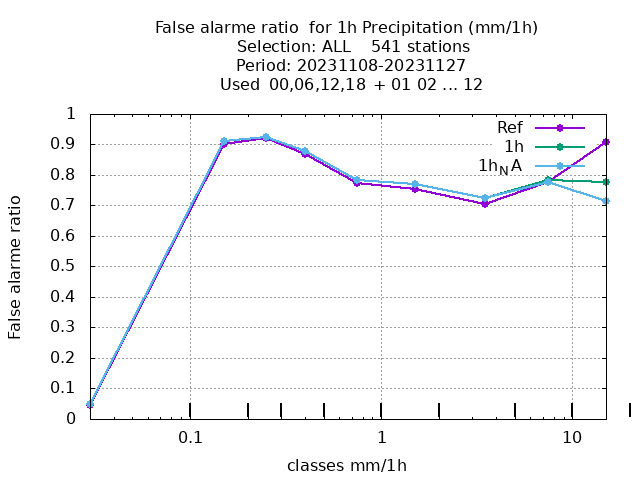 False alarme ratio  for 1h Precipitation (mm/1h)
Selection: ALL    541 stations
Period: 20231108-20231127
Used  00,06,12,18  + 01 02 ... 12
1
0.9
0.8
0.7
0.6
0.5
0.4
0.3
0.2
0.1
0
False alarme ratio
Ref
1h
1h_NA
0.1
1
10
classes mm/1h